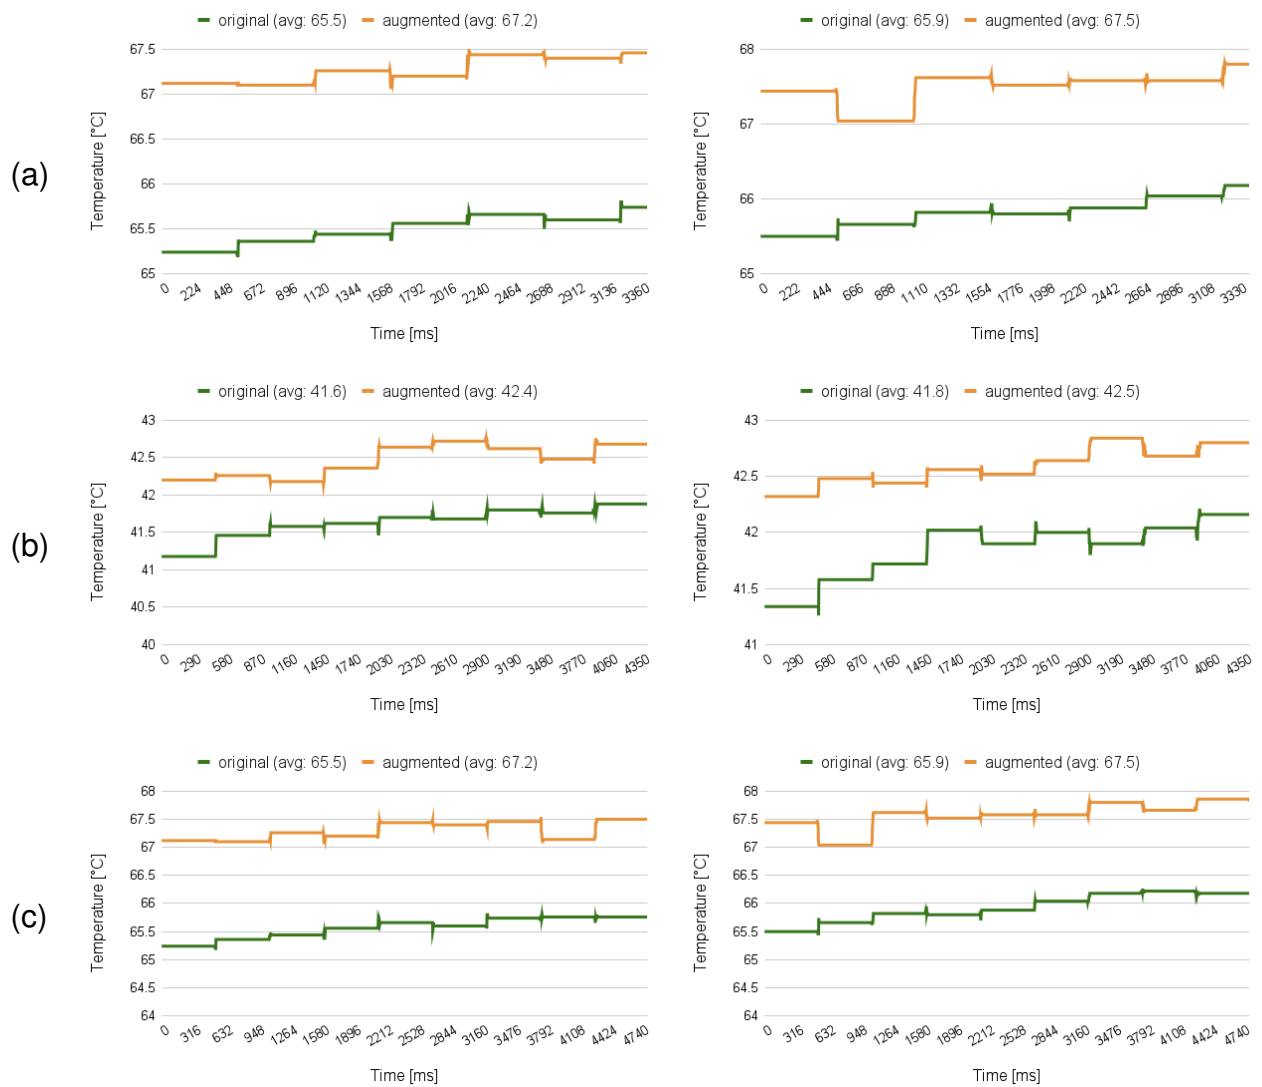 original (avg: 65.5) augmented (avg: 67.2)
67.5
67
66.5
66
65.5
65
Temperature [°C]
0 224 448 672 896 1120 1344 1568 1792 2016 2240 2464 2688 2912 3136 3360
Time [ms]
original (avg: 65.9) augmented (avg: 67.5)
68
67
66
65
Temperature [°C]
0 222 444 666 888 1110 1332 1554 1776 1998 2220 2442 2664 2886 3108 3330
Time [ms]
(a)
original (avg: 41.6) augmented (avg: 42.4)
43
42.5
42
41.5
41
40.5
40
Temperature [°C]
0 290 580 870 1160 1450 1740 2030 2320 2610 2900 3190 3480 3770 4060 4350
Time [ms]
original (avg: 41.8) augmented (avg: 42.5)
43
42.5
42
41.5
41
Temperature [°C]
0 290 580 870 1160 1450 1740 2030 2320 2610 2900 3190 3480 3770 4060 4350
Time [ms]
(b)
original (avg: 65.5) augmented (avg: 67.2)
68
67.5
67
66.5
66
65.5
65
64.5
64
Temperature [°C]
0 316 632 948 1264 1580 1896 2212 2528 2844 3160 3476 3792 4108 4424 4740
Time [ms]
original (avg: 65.9) augmented (avg: 67.5)
68
67.5
67
66.5
66
65.5
65
64.5
64
Temperature [°C]
0 316 632 948 1264 1580 1896 2212 2528 2844 3160 3476 3792 4108 4424 4740
Time [ms]
(c)